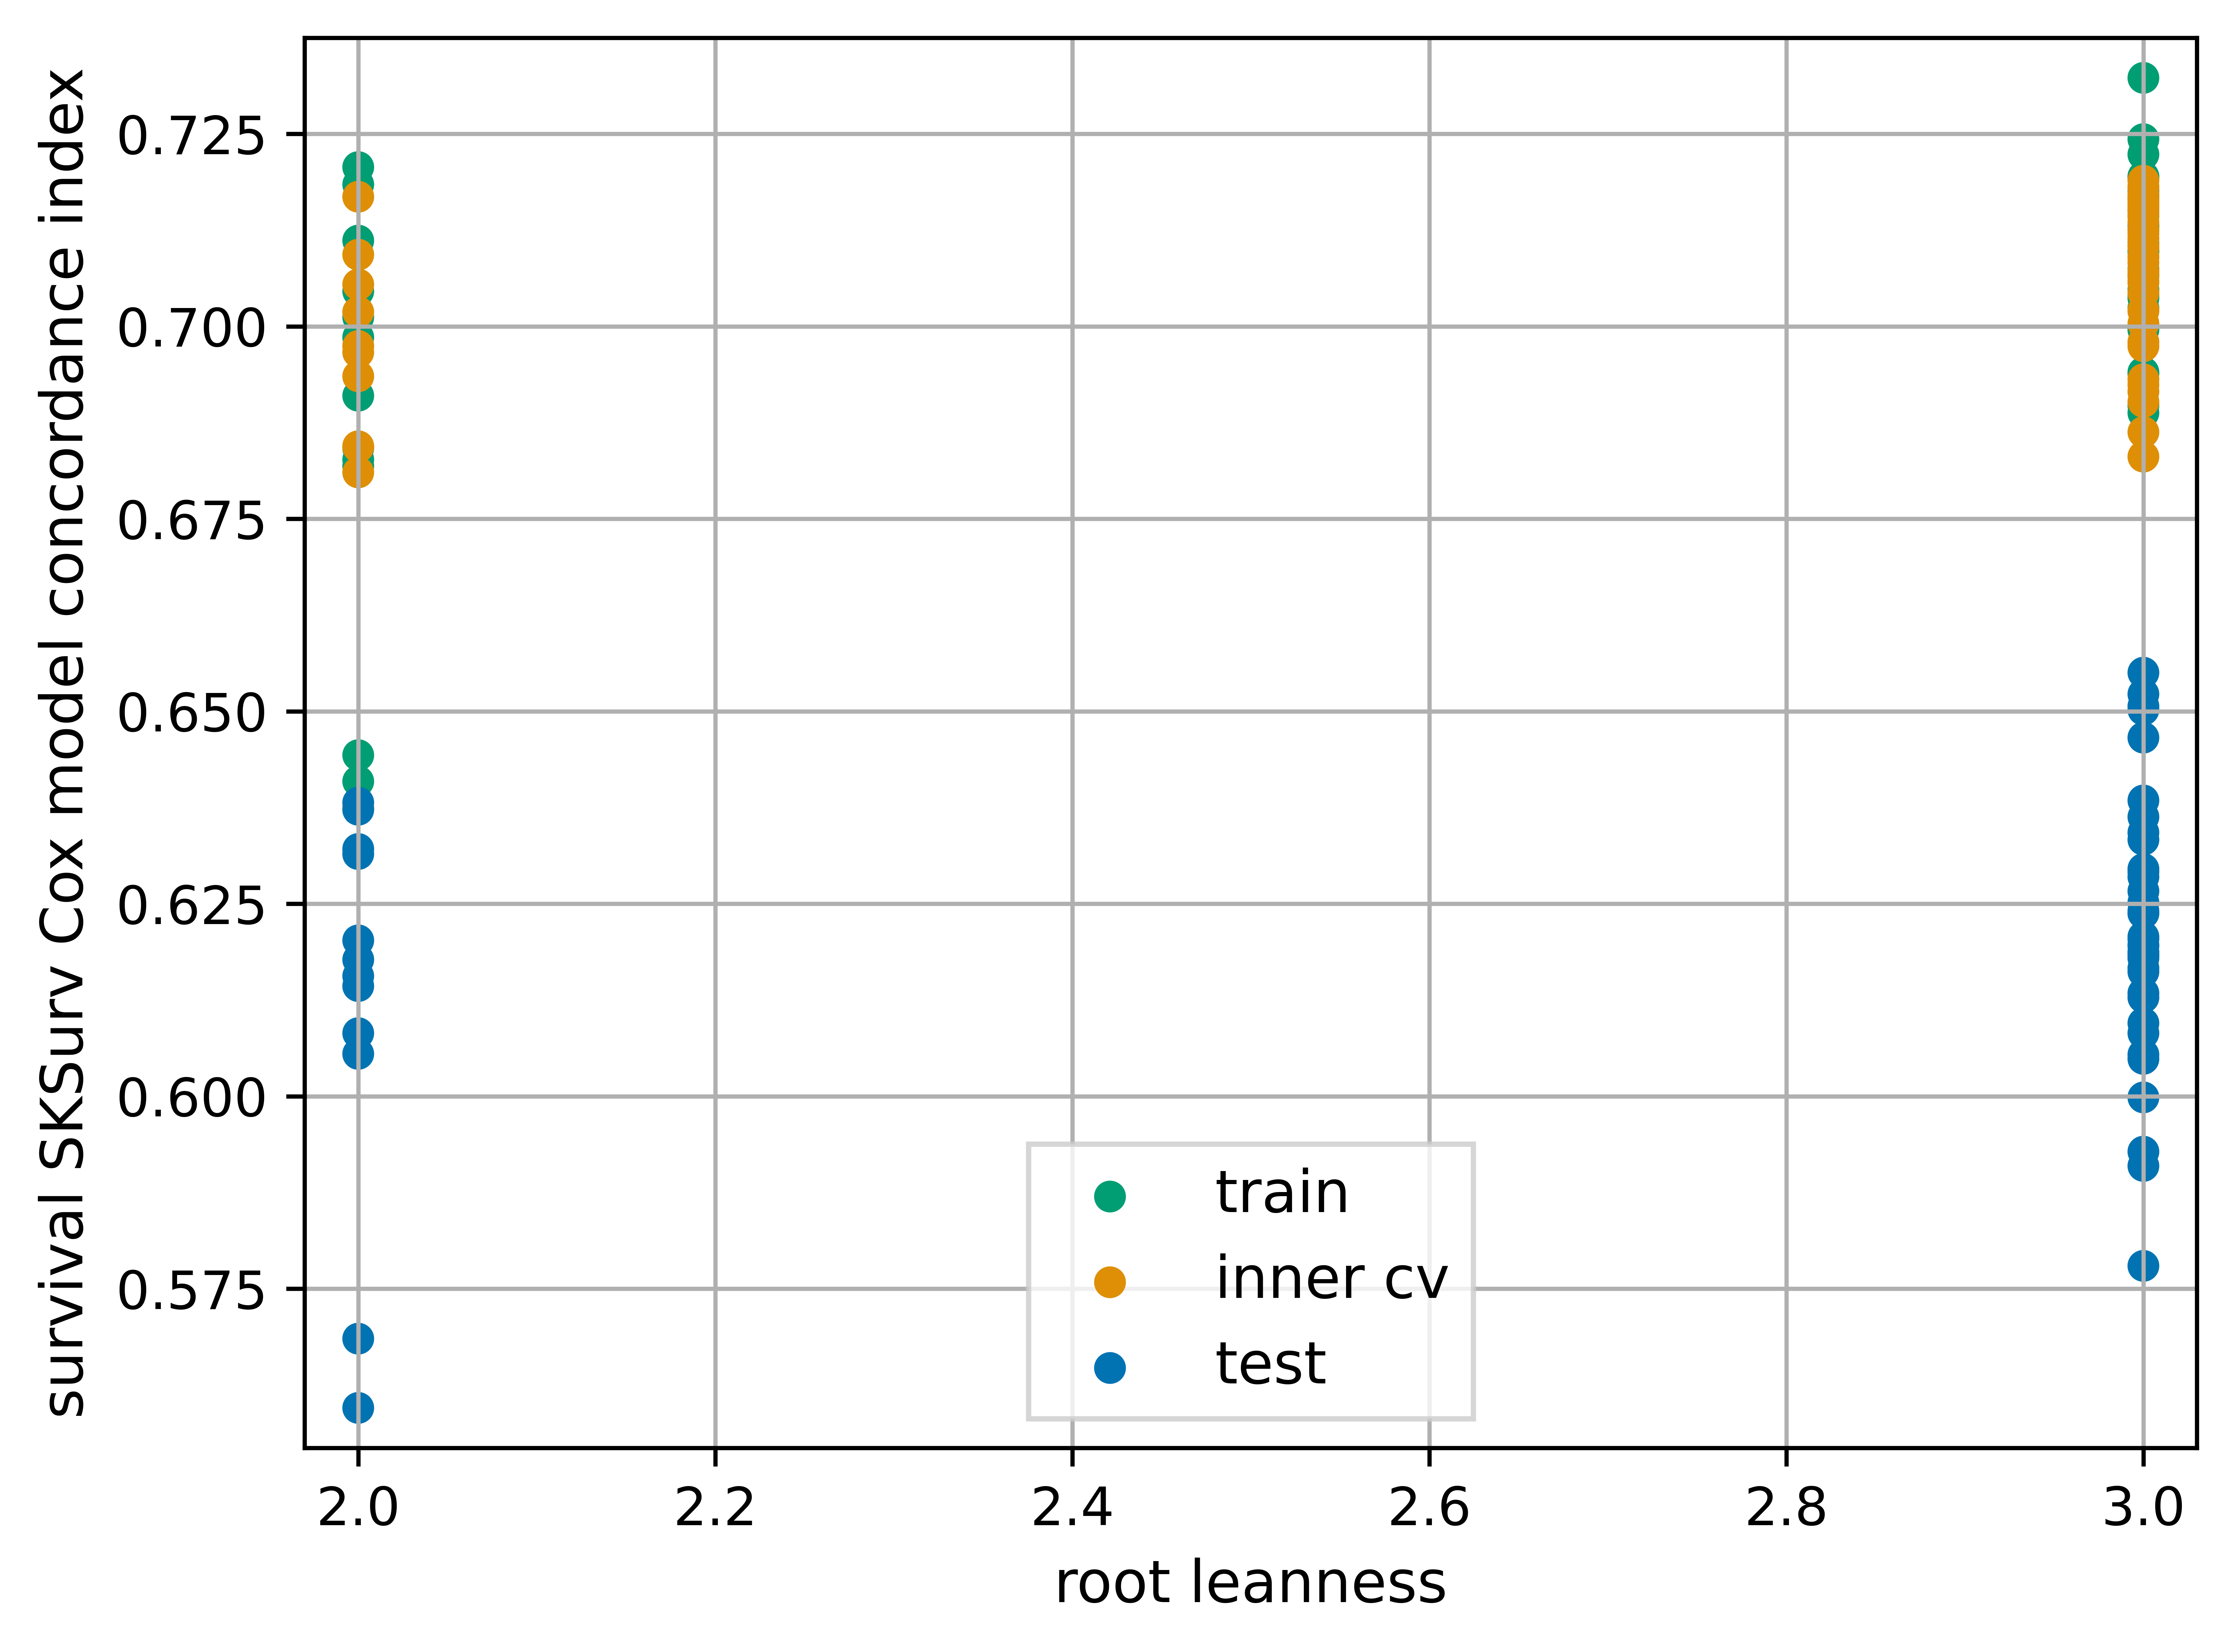 survival SKSurv Cox model concordance index
0.725
0.700
0.675
0.650
0.625
0.600
0.575
train
inner cv
test
2.0 2.2 2.4 2.6 2.8 3.0
root leanness